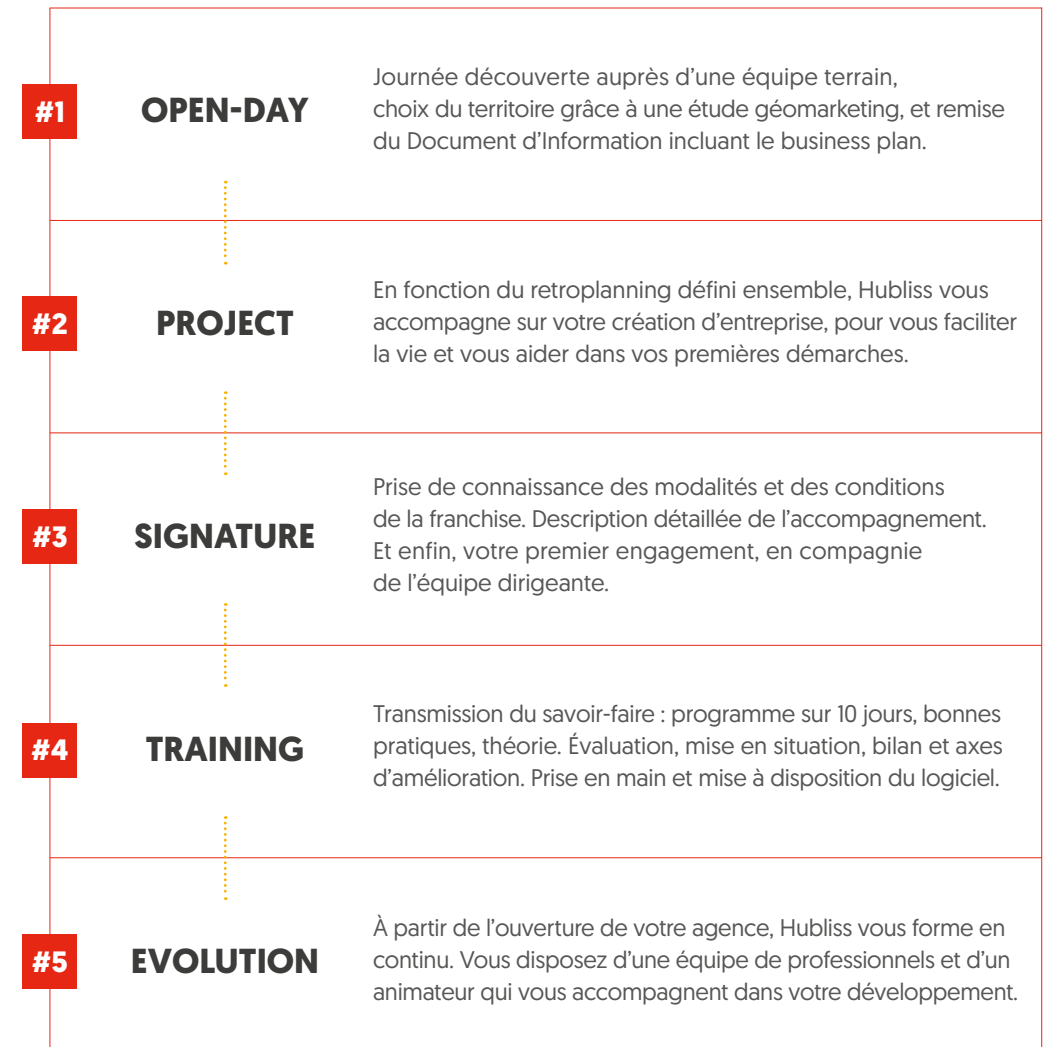 #1
OPEN-DAY
Journée découverte auprès d’une équipe terrain,
choix du territoire grâce à une étude géomarketing, et remise
du Document d’Information incluant le business plan.
#2
PROJECT
En fonction du retroplanning défini ensemble, Hubliss vous
accompagne sur votre création d’entreprise, pour vous faciliter
la vie et vous aider dans vos premières démarches.
#3
SIGNATURE
Prise de connaissance des modalités et des conditions
de la franchise. Description détaillée de l’accompagnement.
Et enfin, votre premier engagement, en compagnie
de l’équipe dirigeante.
#4
TRAINING
Transmission du savoir-faire : programme sur 10 jours, bonnes
pratiques, théorie. Évaluation, mise en situation, bilan et axes
d’amélioration. Prise en main et mise à disposition du logiciel.
#5
EVOLUTION
À partir de l’ouverture de votre agence, Hubliss vous forme en
continu. Vous disposez d’une équipe de professionnels et d’un
animateur qui vous accompagnent dans votre développement.